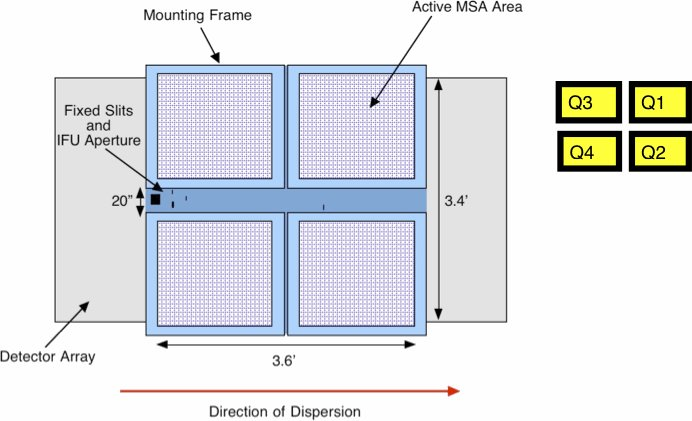 Mounting Frame
Active MSA Area
Fixed Slits
and
IFU Aperture
Q3
Q1
Q4
Q2
20”
3.4’
Detector Array
3.6’
Direction of Dispersion